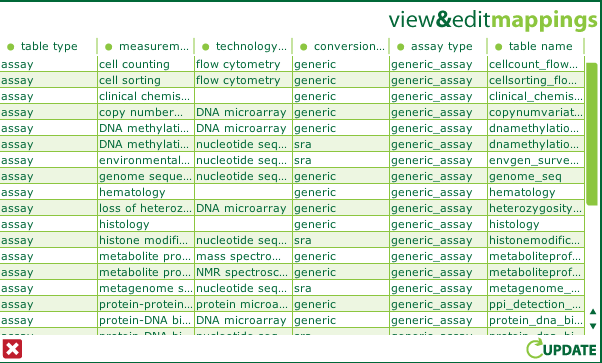 view&editmappings
table type measurem... technology... conversion... assay type table name
assay cell counting flow cytometry generic generic_assay cellcount_flow...
assay cell sorting flow cytometry generic generic_assay cellsorting_flo...
assay clinical chemis... generic generic_assay clinical_chemis...
assay copy number... DNA microarray generic generic_assay copynumvariat...
assay DNA methylati... DNA microarray generic generic_assay dnamethylatio...
assay DNA methylati... nucleotide seq... sra generic_assay dnamethylatio...
assay environmental... nucleotide seq... sra generic_assay envgen_surve...
assay genome seque... nucleotide seq... generic generic_assay genome_seq
assay hematology generic generic_assay hematology
assay loss of heteroz... DNA microarray generic generic_assay heterozygosity...
assay histology generic generic_assay histology
assay histone modifi... nucleotide seq... sra generic_assay histonemodific...
assay metabolite pro... mass spectro... generic generic_assay metaboliteprof...
assay metabolite pro... NMR spectrosc... generic generic_assay metaboliteprof...
assay metagenome s... nucleotide seq... sra generic_assay metagenome_...
assay protein-protein... protein microa... generic generic_assay ppi_detection_...
assay protein-DNA bi... DNA microarray generic generic_assay protein_dna_bi...
UPDATE